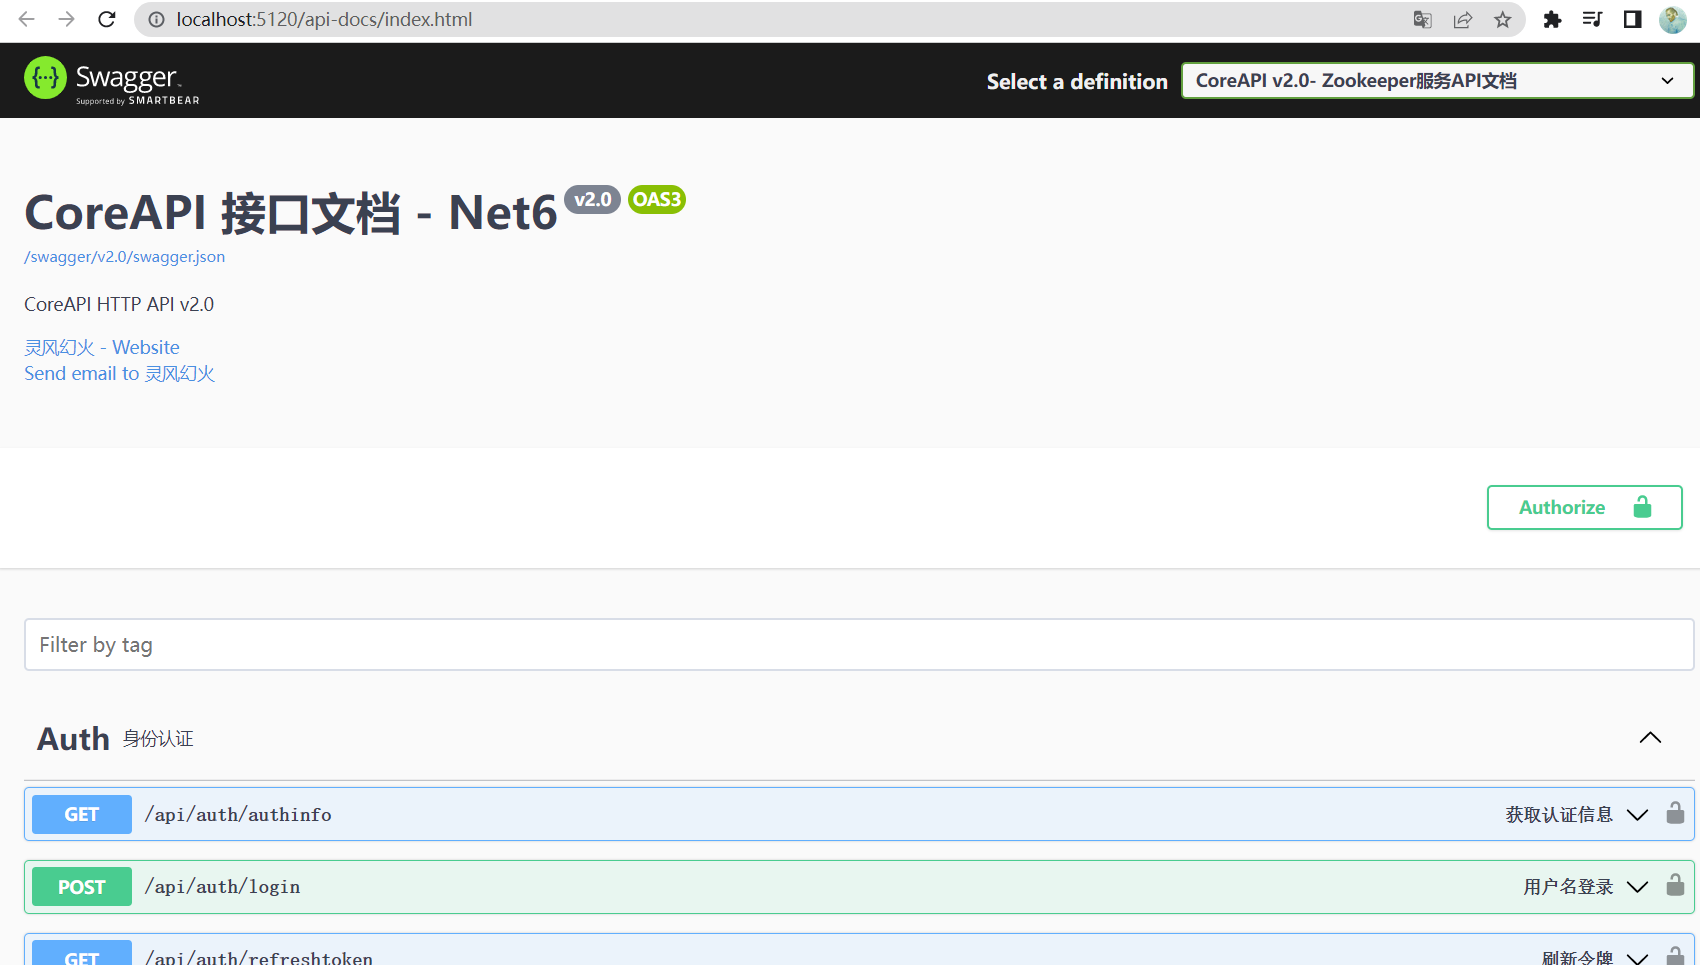 localhost:5120/api-docs/index.html
Swagger
Supported by SMARTBEAR
Select a definition
CoreAPI v2.0- Zookeeper服务API文档
CoreAPI 接口文档 - Net6 v2.0 OAS3
/swagger/v2.0/swagger.json
CoreAPI HTTP API v2.0
灵风幻火 - Website
Send email to 灵风幻火
Authorize
Filter by tag
Auth 身份认证
GET /api/auth/authinfo 获取认证信息
POST /api/auth/login 用户名登录
GET /api/auth/refreshtoken 刷新令牌